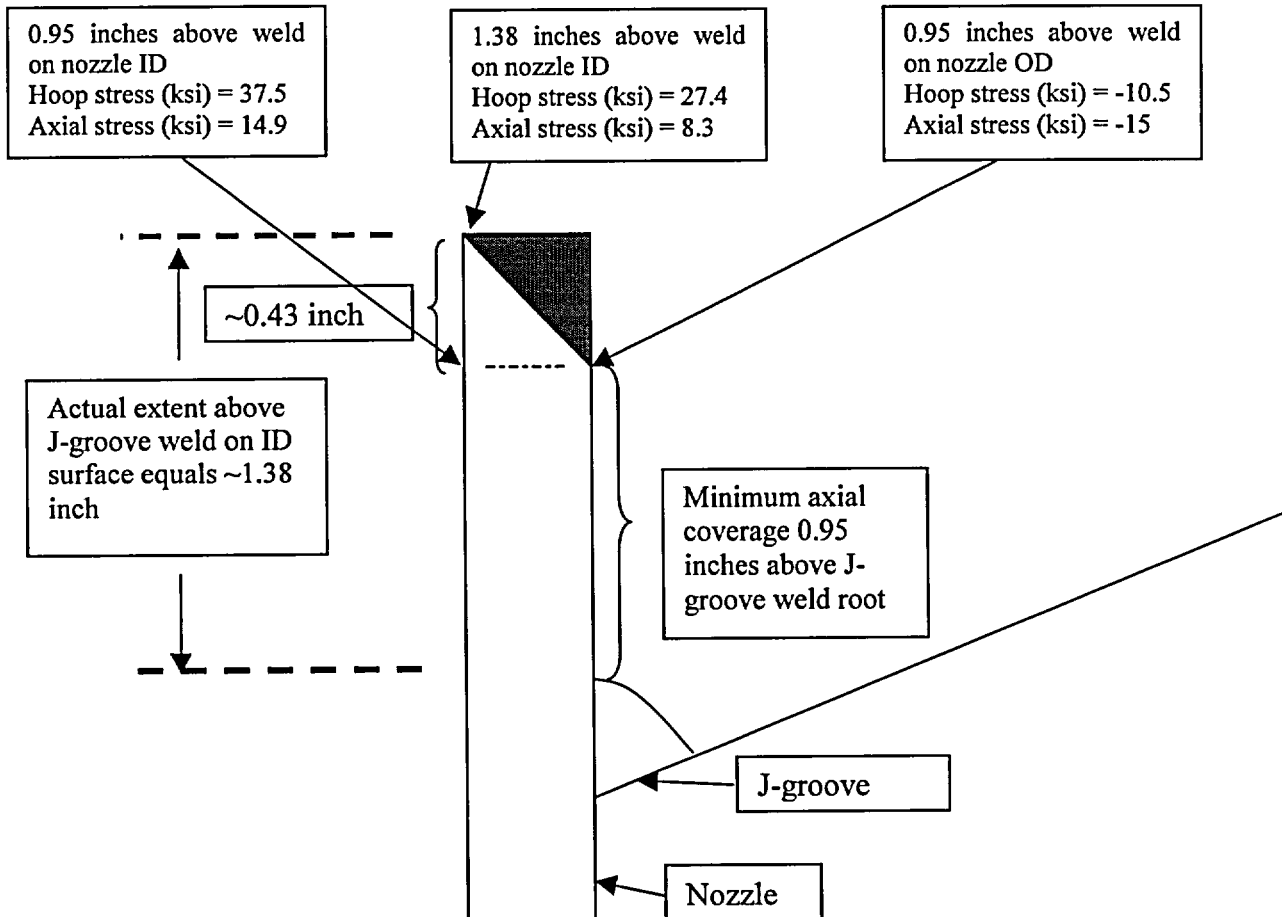 0.95 inches above weld
on nozzle ID
Hoop stress (ksi) = 37.5
Axial stress (ksi) = 14.9
1.38 inches above weld
on nozzle ID
Hoop stress (ksi) = 27.4
Axial stress (ksi) = 8.3
0.95 inches above weld
on nozzle OD
Hoop stress (ksi) = -10.5
Axial stress (ksi) = -15
~0.43 inch
Actual extent above
J-groove weld on ID
surface equals ~1.38
inch
Minimum axial
coverage 0.95
inches above J-
groove weld root
J-groove
Nozzle